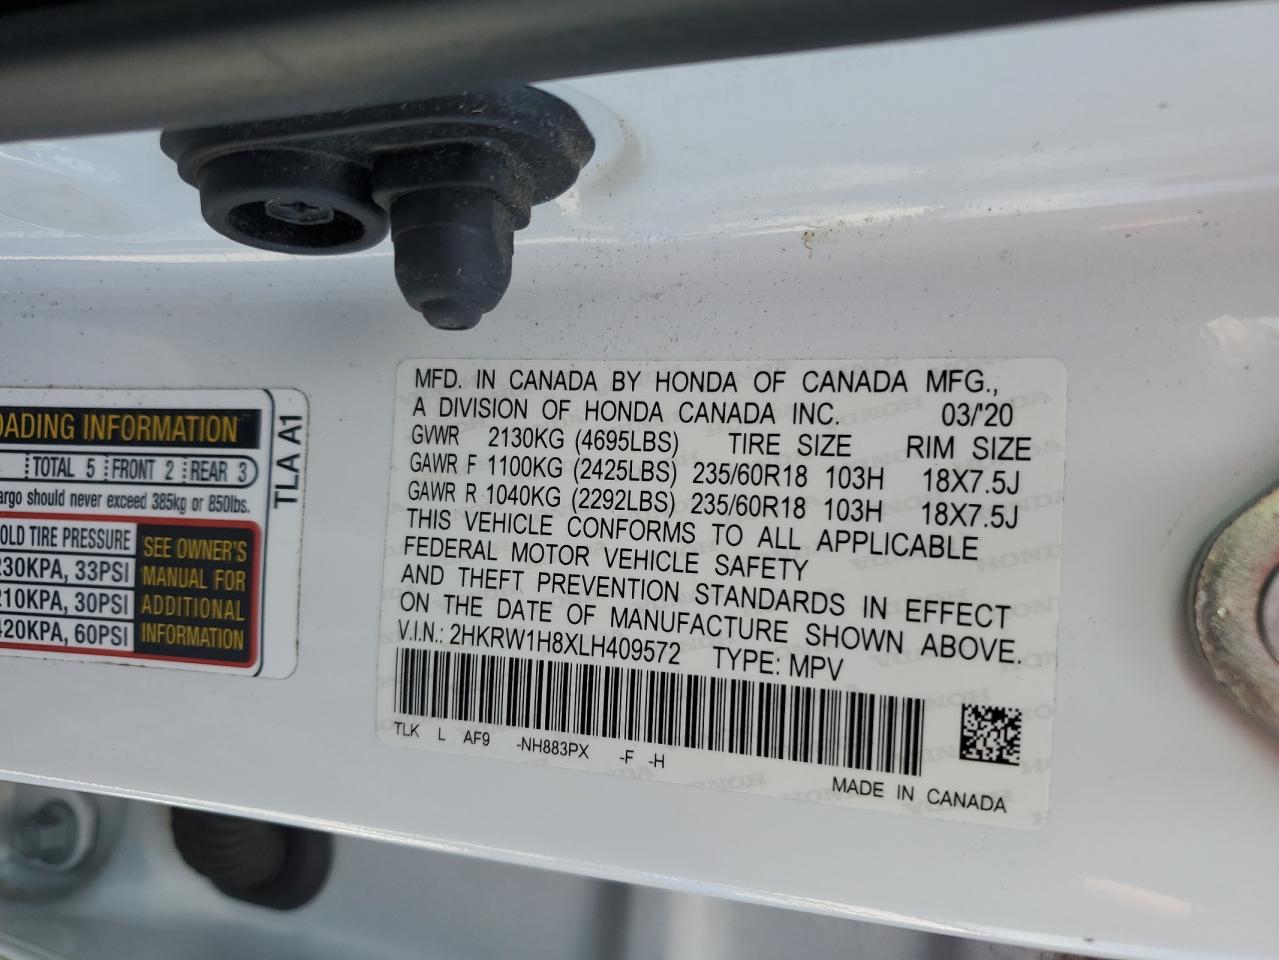 OADING INFORMATION
TOTAL 5 FRONT 2 REAR 3
argo should never exceed 385kg or 850lbs.
OLD TIRE PRESSURE
230KPA, 33PSI
210KPA, 30PSI
420KPA, 60PSI
SEE OWNER'S
MANUAL FOR
ADDITIONAL
INFORMATION
TLA A1
MFD. IN CANADA BY HONDA OF CANADA MFG.,
A DIVISION OF HONDA CANADA INC. 03/'20
GVWR 2130KG (4695LBS) TIRE SIZE RIM SIZE
GAWR F 1100KG (2425LBS) 235/60R18 103H 18X7.5J
GAWR R 1040KG (2292LBS) 235/60R18 103H 18X7.5J
THIS VEHICLE CONFORMS TO ALL APPLICABLE
FEDERAL MOTOR VEHICLE SAFETY
AND THEFT PREVENTION STANDARDS IN EFFECT
ON THE DATE OF MANUFACTURE SHOWN ABOVE.
V.I.N.: 2HKRW1H8XLH409572 TYPE: MPV
TLK L AF9 -NH883PX -F -H
MADE IN CANADA